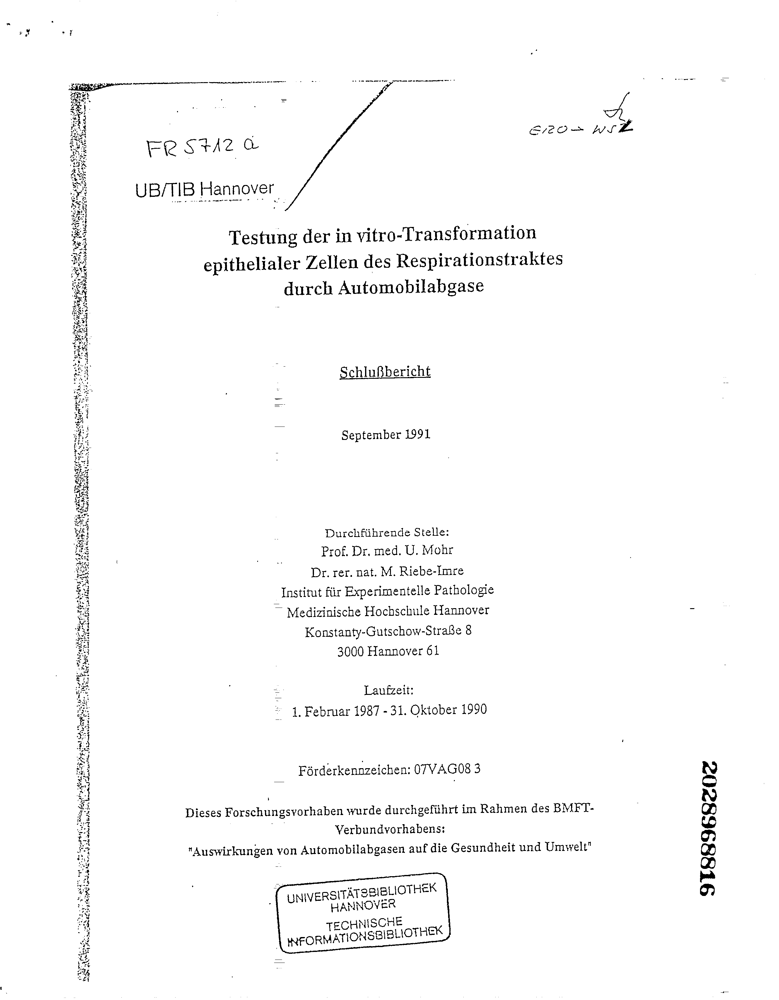 FR 5712 a
UB/TIB Hannover
Testung der in vitro-Transformation
epithelialer Zellen des Respirationstraktes
durch Automobilabgase
Schlußbericht
September 1991
Durchführende Stelle:
Prof. Dr. med. U. Mohr
Dr. rer. nat. M. Riebe-Imre
Institut für Experimentelle Pathologie
Medizinische Hochschule Hannover
Konstanty-Gutschow-Straße 8
3000 Hannover 61
Laufzeit:
1. Februar 1987 - 31. Oktober 1990
Förderkennzeichen: 07VAG08 3
Dieses Forschungsvorhaben wurde durchgeführt im Rahmen des BMFT-
Verbundvorhabens:
"Auswirkungen von Automobilabgasen auf die Gesundheit und Umwelt"
UNIVERSITÄTSBIBLIOTHEK
HANNOVER
TECHNISCHE
INFORMATIONSBIBLIOTHEK
2028968816